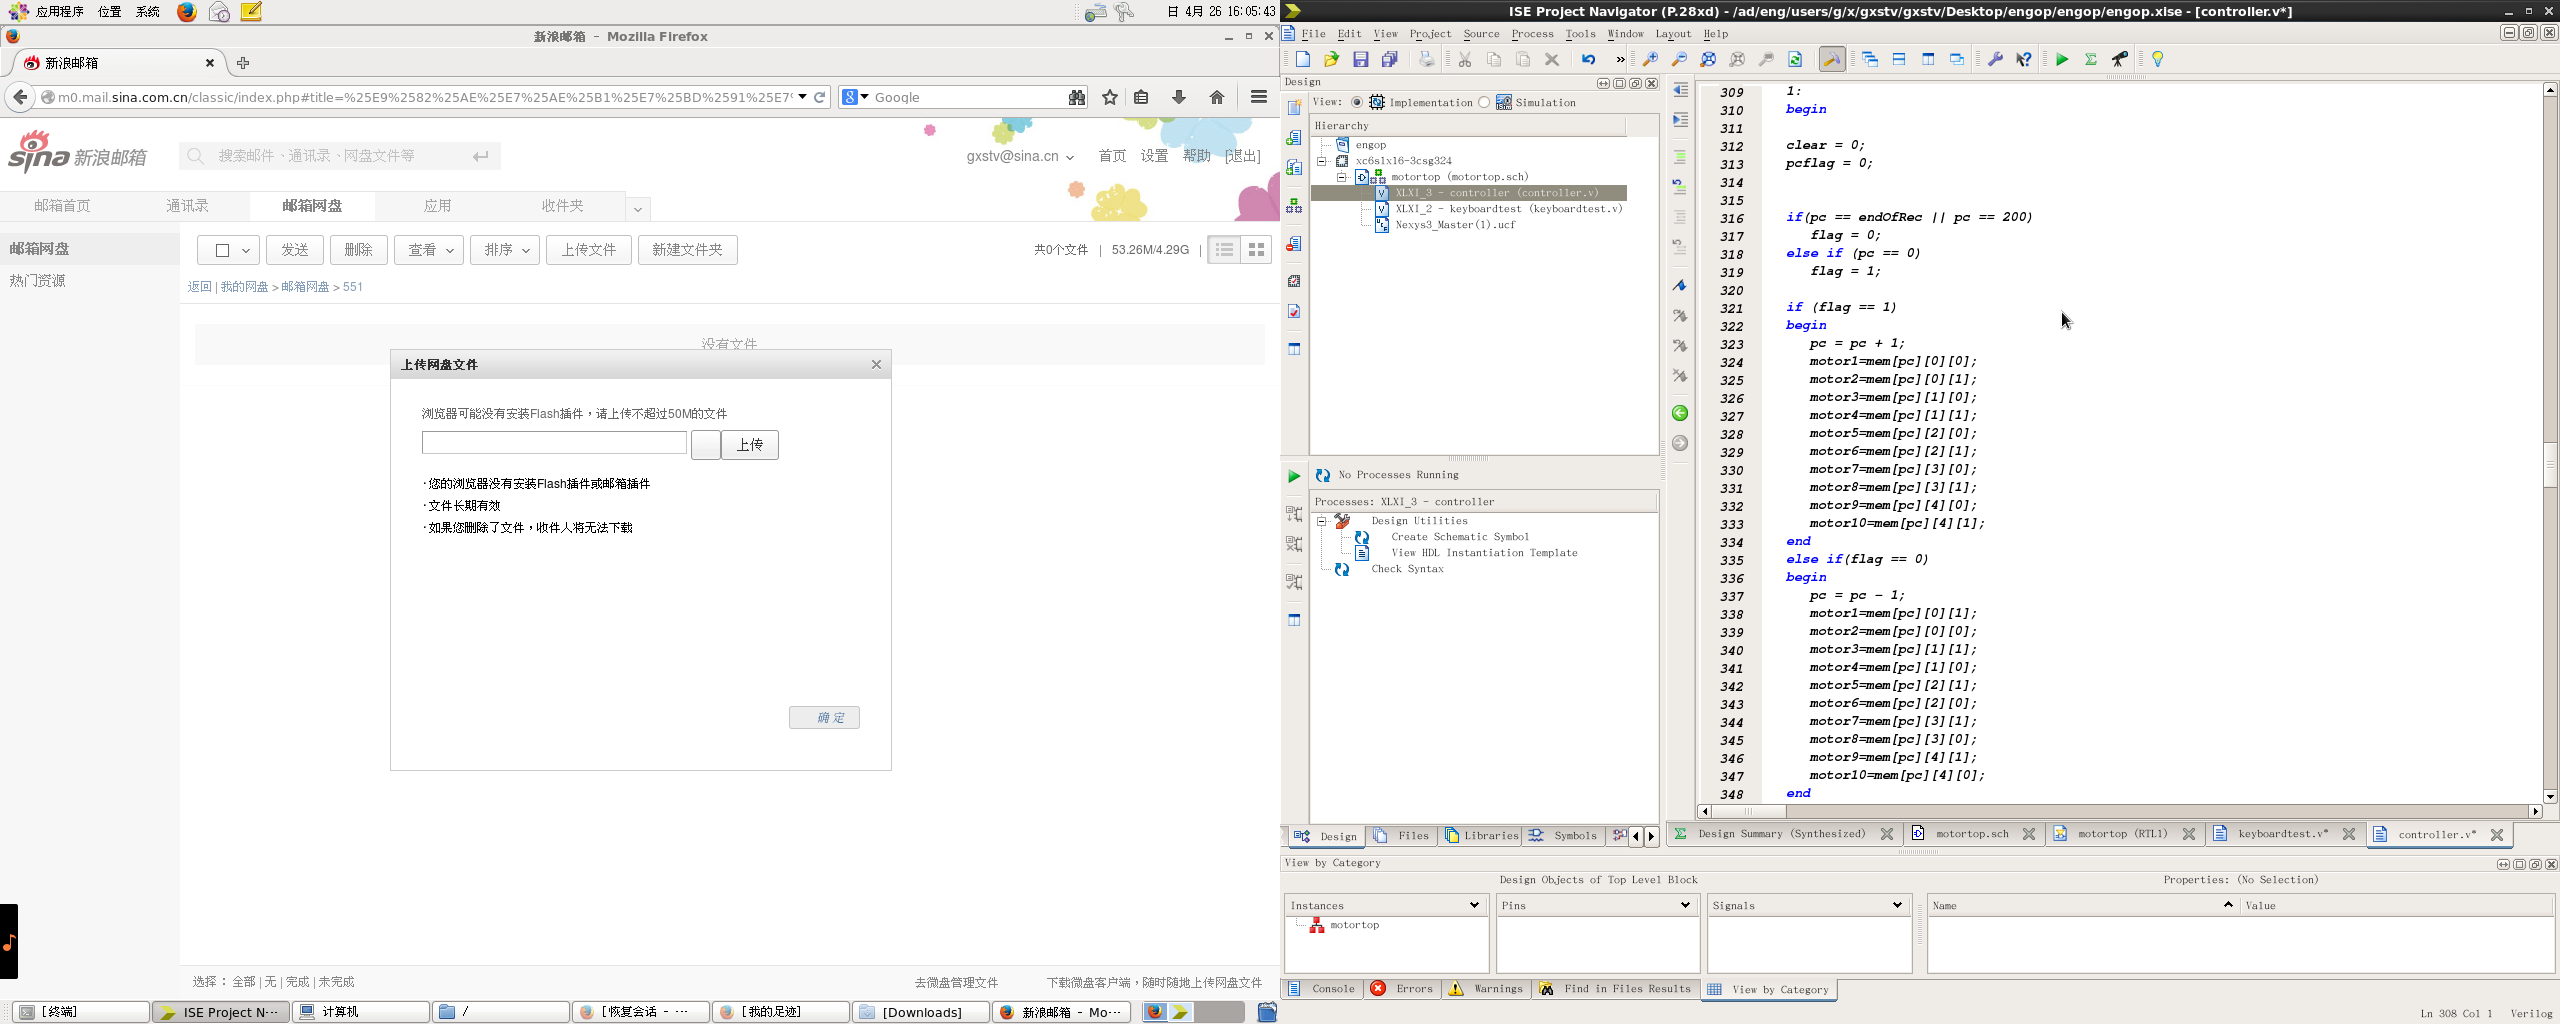 应用程序 位置 系统
日 4月 26 16:05:43
新浪邮箱 - Mozilla Firefox
新浪邮箱
m0.mail.sina.com.cn/classic/index.php#title=%25E9%2582%25AE%25E7%25AE%25B1%25E7%25BD%2591%25E7%
Google
sina 新浪邮箱
搜索邮件、通讯录、网盘文件等
gxstv@sina.cn 首页 设置 帮助 [退出]
邮箱首页 通讯录 邮箱网盘 应用 收件夹
邮箱网盘
热门资源
发送 删除 查看 排序 上传文件 新建文件夹
共0个文件 | 53.26M/4.29G |
返回 | 我的网盘 > 邮箱网盘 > 551
没有文件
上传网盘文件
浏览器可能没有安装Flash插件，请上传不超过50M的文件
上传
·您的浏览器没有安装Flash插件或邮箱插件
·文件长期有效
·如果您删除了文件，收件人将无法下载
确 定
选择： 全部 | 无 | 完成 | 未完成
去微盘管理文件 下载微盘客户端，随时随地上传网盘文件
[终端] ISE Project N··· 计算机 / [恢复会话 - ··· [我的足迹] [Downloads] 新浪邮箱 - Mo···
ISE Project Navigator (P.28xd) - /ad/eng/users/g/x/gxstv/gxstv/Desktop/engop/engop/engop.xise - [controller.v*]
File Edit View Project Source Process Tools Window Layout Help
Design
View: Implementation Simulation
Hierarchy
engop
xc6slx16-3csg324
motortop (motortop.sch)
XLXI_3 - controller (controller.v)
XLXI_2 - keyboardtest (keyboardtest.v)
Nexys3_Master(1).ucf
No Processes Running
Processes: XLXI_3 - controller
Design Utilities
Create Schematic Symbol
View HDL Instantiation Template
Check Syntax
Design Files Libraries Symbols
309 1:
310 begin
311
312 clear = 0;
313 pcflag = 0;
314
315
316 if(pc == endOfRec || pc == 200)
317 flag = 0;
318 else if (pc == 0)
319 flag = 1;
320
321 if (flag == 1)
322 begin
323 pc = pc + 1;
324 motor1=mem[pc][0][0];
325 motor2=mem[pc][0][1];
326 motor3=mem[pc][1][0];
327 motor4=mem[pc][1][1];
328 motor5=mem[pc][2][0];
329 motor6=mem[pc][2][1];
330 motor7=mem[pc][3][0];
331 motor8=mem[pc][3][1];
332 motor9=mem[pc][4][0];
333 motor10=mem[pc][4][1];
334 end
335 else if(flag == 0)
336 begin
337 pc = pc - 1;
338 motor1=mem[pc][0][1];
339 motor2=mem[pc][0][0];
340 motor3=mem[pc][1][1];
341 motor4=mem[pc][1][0];
342 motor5=mem[pc][2][1];
343 motor6=mem[pc][2][0];
344 motor7=mem[pc][3][1];
345 motor8=mem[pc][3][0];
346 motor9=mem[pc][4][1];
347 motor10=mem[pc][4][0];
348 end
Design Summary (Synthesized) motortop.sch motortop (RTL1) keyboardtest.v* controller.v*
View by Category
Design Objects of Top Level Block Properties: (No Selection)
Instances Pins Signals Name Value
motortop
Console Errors Warnings Find in Files Results View by Category
Ln 308 Col 1 Verilog